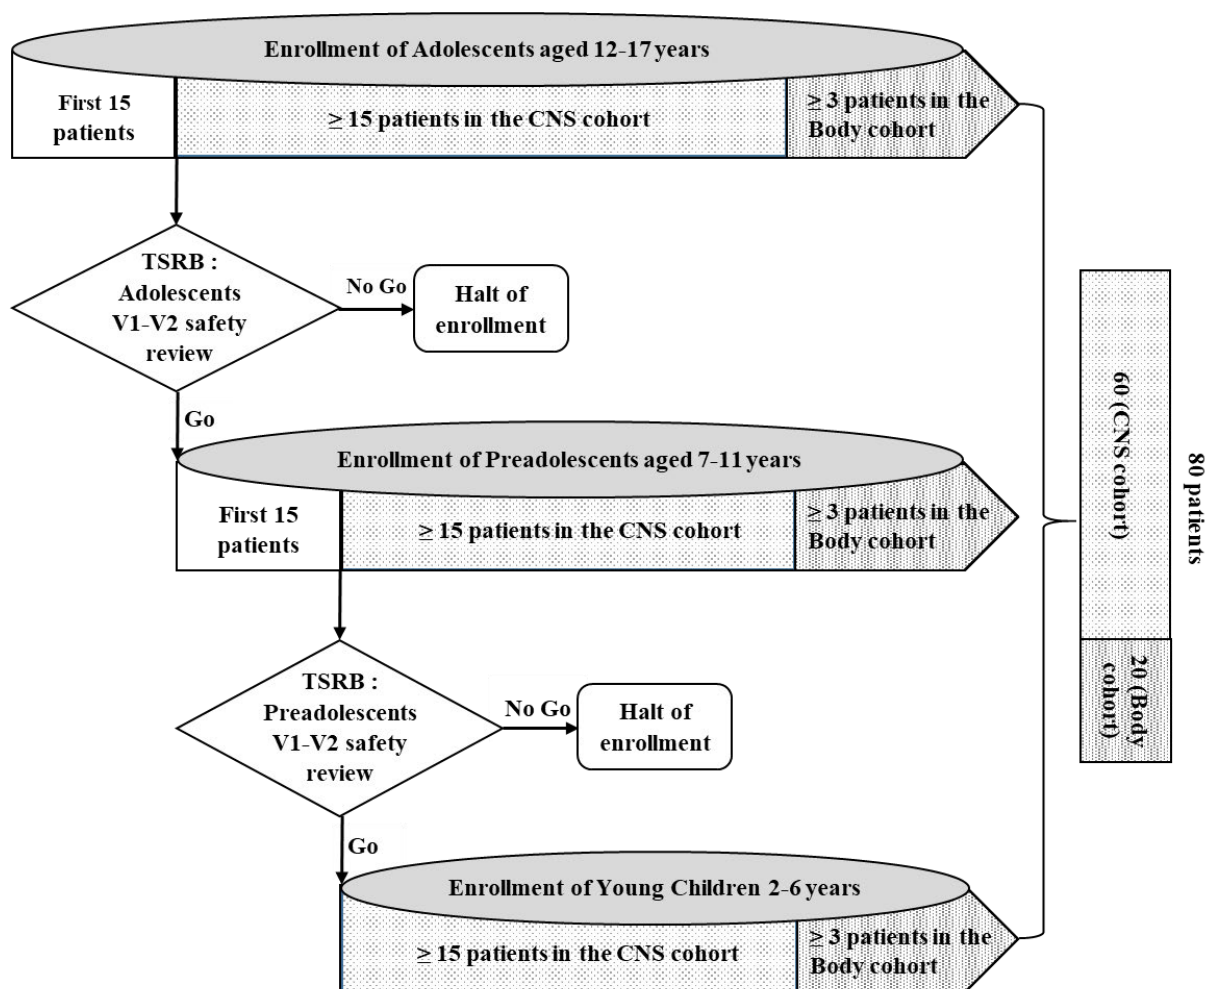 Enrollment of Adolescents aged 12-17 years
First 15
patients
≥ 15 patients in the CNS cohort
≥ 3 patients in the
Body cohort
TSRB :
Adolescents
V1-V2 safety
review
No Go
Halt of
enrollment
Go
Enrollment of Preadolescents aged 7-11 years
First 15
patients
≥ 15 patients in the CNS cohort
≥ 3 patients in the
Body cohort
TSRB :
Preadolescents
V1-V2 safety
review
No Go
Halt of
enrollment
Go
Enrollment of Young Children 2-6 years
≥ 15 patients in the CNS cohort
≥ 3 patients in the
Body cohort
60 (CNS cohort)
20 (Body
cohort)
80 patients